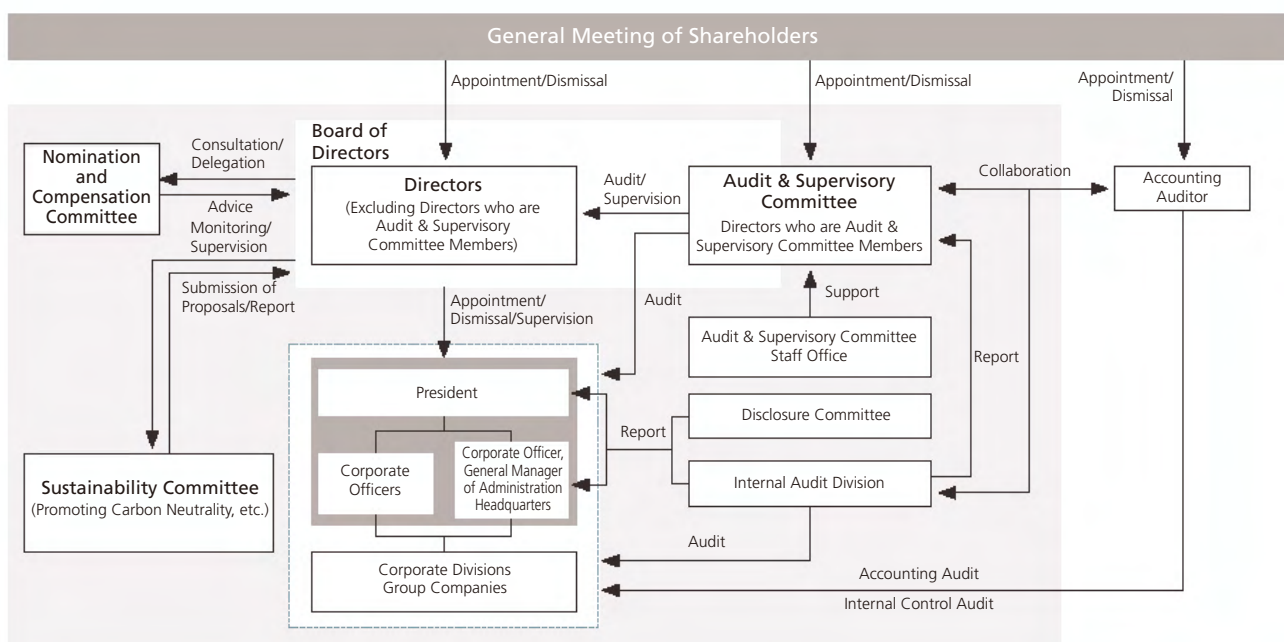 General Meeting of Shareholders
Appointment/Dismissal
Appointment/Dismissal
Appointment/
Dismissal
Board of
Directors
Nomination
and
Compensation
Committee
Consultation/
Delegation
Advice
Monitoring/
Supervision
Submission of
Proposals/Report
Directors
(Excluding Directors who are
Audit & Supervisory
Committee Members)
Audit/
Supervision
Audit & Supervisory
Committee
Directors who are Audit &
Supervisory Committee Members
Collaboration
Accounting
Auditor
Appointment/
Dismissal/Supervision
Audit
Support
Audit & Supervisory Committee
Staff Office
Report
President
Disclosure Committee
Report
Corporate
Officers
Corporate Officer,
General Manager
of Administration
Headquarters
Internal Audit Division
Sustainability Committee
(Promoting Carbon Neutrality, etc.)
Audit
Corporate Divisions
Group Companies
Accounting Audit
Internal Control Audit